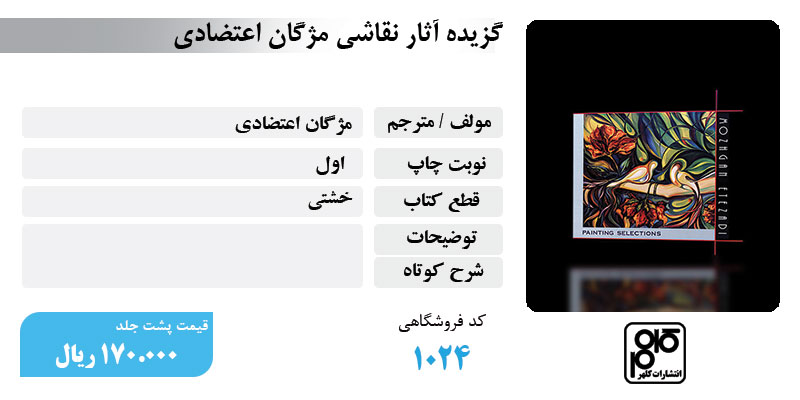 گزیده آثار نقاشی مژگان اعتضادی
مولف / مترجم
مژگان اعتضادی
نوبت چاپ
اول
قطع کتاب
خشتی
توضیحات
شرح کوتاه
کد فروشگاهی
۱۰۲۴
قیمت پشت جلد
۱۷۰.۰۰۰ ریال
MOZHGAN ETEZADI
PAINTING SELECTIONS
انتشارات کلهر